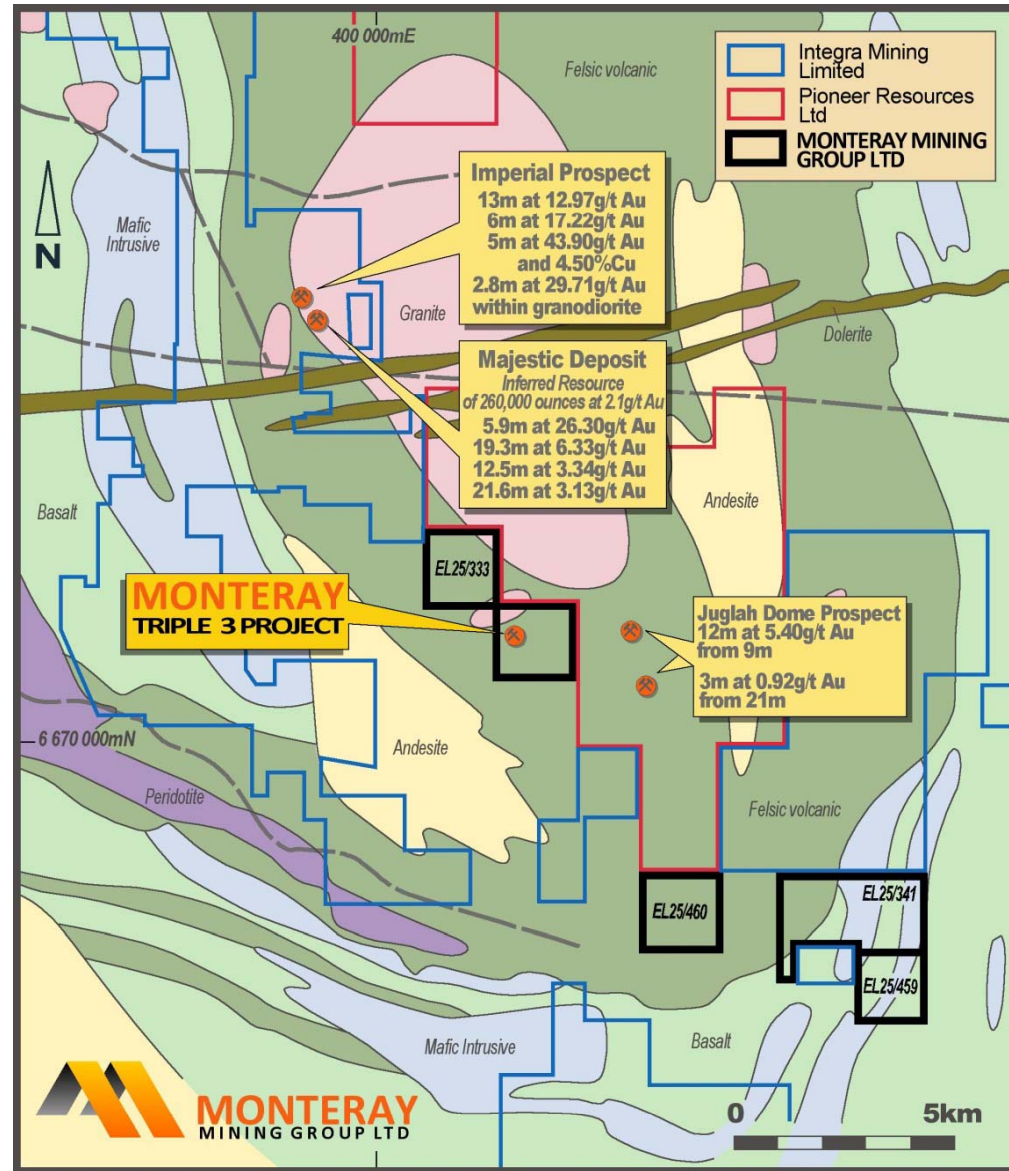 400 000mE
Felsic volcanic
Integra Mining
Limited
Pioneer Resources
Ltd
MONTERAY MINING
GROUP LTD
N
Mafic
Intrusive
Imperial Prospect
13m at 12.97g/t Au
6m at 17.22g/t Au
5m at 43.90g/t Au
and 4.50%Cu
2.8m at 29.71g/t Au
within granodiorite
Granite
Dolerite
Majestic Deposit
Inferred Resource
of 260,000 ounces at 2.1g/t Au
5.9m at 26.30g/t Au
19.3m at 6.33g/t Au
12.5m at 3.34g/t Au
21.6m at 3.13g/t Au
Basalt
Andesite
EL25/333
MONTERAY
TRIPLE 3 PROJECT
Juglah Dome Prospect
12m at 5.40g/t Au
from 9m
3m at 0.92g/t Au
from 21m
6 670 000mN
Andesite
Peridotite
Felsic volcanic
EL25/341
EL25/460
EL25/459
Mafic Intrusive
Basalt
MONTERAY
MINING GROUP LTD
0 5km